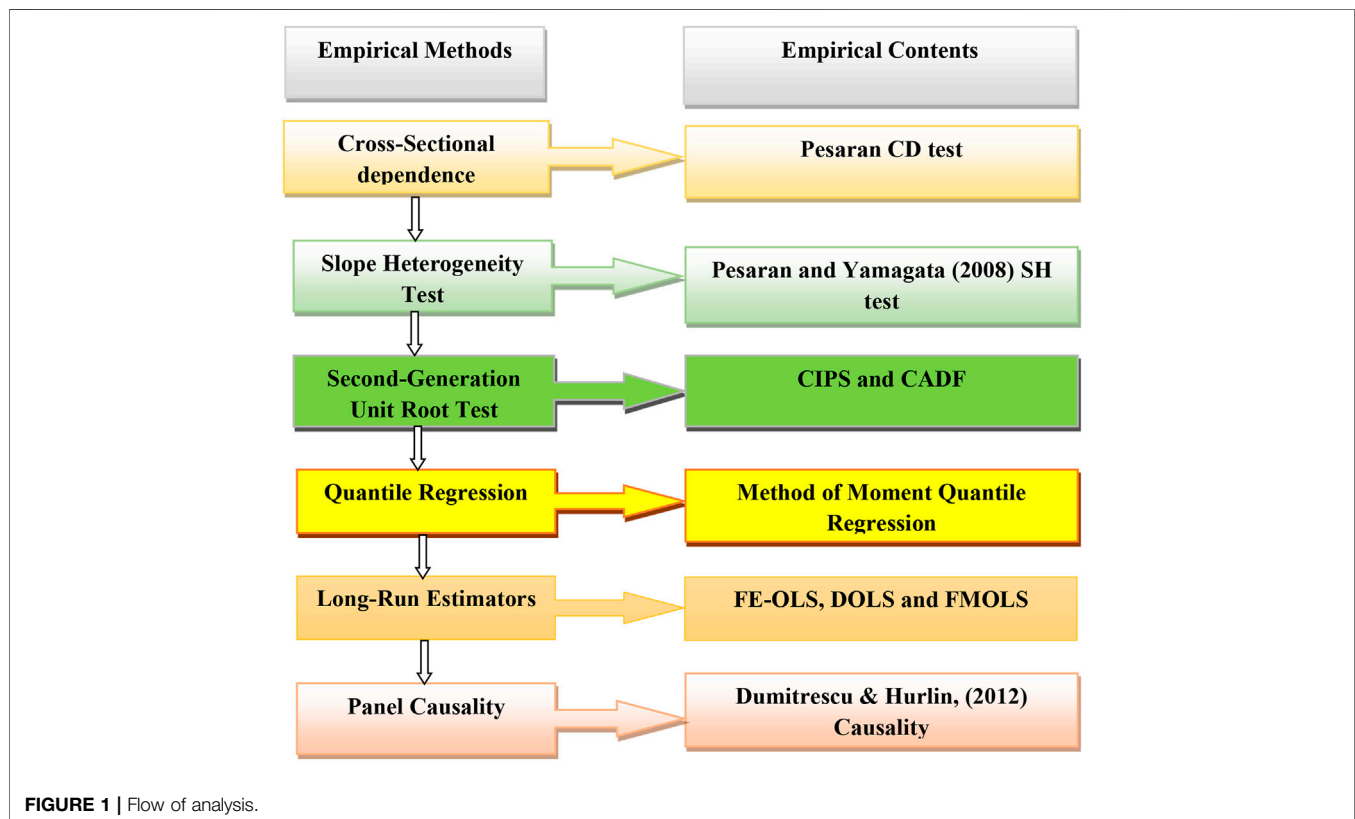 Empirical Methods
Empirical Contents
Cross-Sectional
dependence
Pesaran CD test
Slope Heterogeneity
Test
Pesaran and Yamagata (2008) SH
test
Second-Generation
Unit Root Test
CIPS and CADF
Quantile Regression
Method of Moment Quantile
Regression
Long-Run Estimators
FE-OLS, DOLS and FMOLS
Panel Causality
Dumitrescu & Hurlin, (2012)
Causality
FIGURE 1 | Flow of analysis.